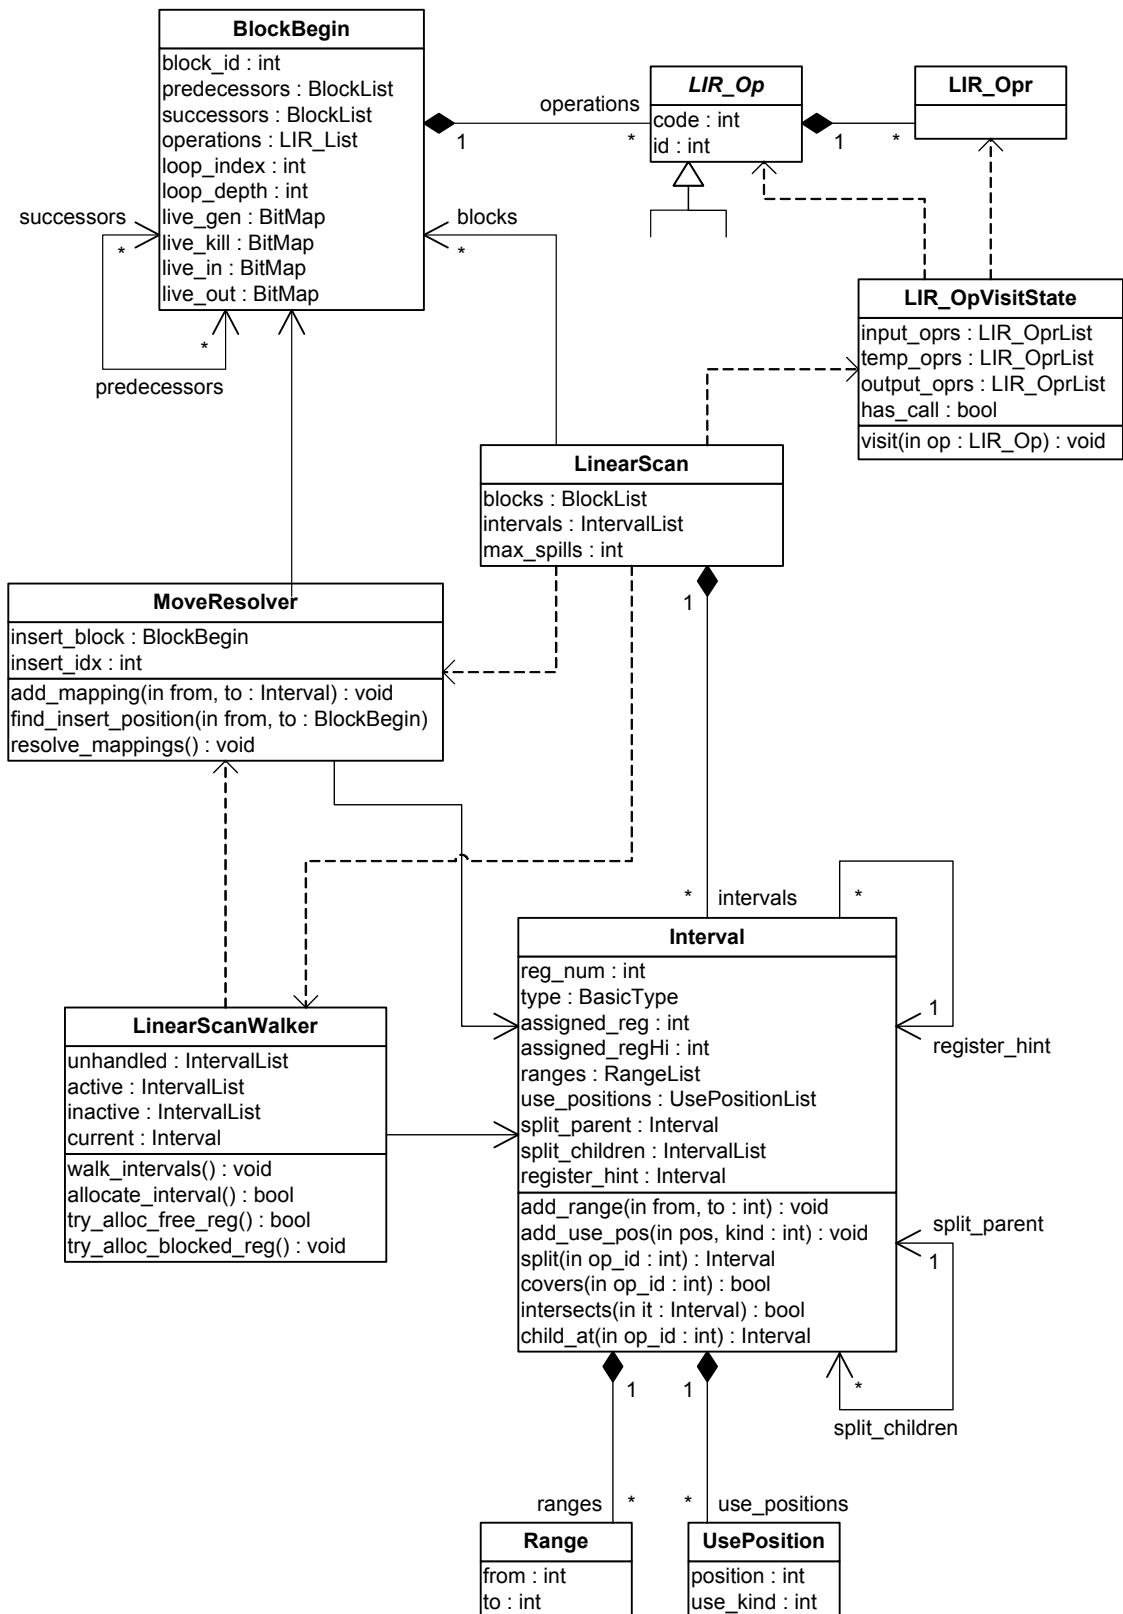 BlockBegin
block_id : int
predecessors : BlockList
successors : BlockList
operations : LIR_List
loop_index : int
loop_depth : int
live_gen : BitMap
live_kill : BitMap
live_in : BitMap
live_out : BitMap
operations
1
*
LIR_Op
code : int
id : int
1
*
LIR_Opr
successors
*
*
predecessors
blocks
*
LIR_OpVisitState
input_oprs : LIR_OprList
temp_oprs : LIR_OprList
output_oprs : LIR_OprList
has_call : bool
visit(in op : LIR_Op) : void
LinearScan
blocks : BlockList
intervals : IntervalList
max_spills : int
1
MoveResolver
insert_block : BlockBegin
insert_idx : int
add_mapping(in from, to : Interval) : void
find_insert_position(in from, to : BlockBegin)
resolve_mappings() : void
*
intervals
*
Interval
reg_num : int
type : BasicType
assigned_reg : int
assigned_regHi : int
ranges : RangeList
use_positions : UsePositionList
split_parent : Interval
split_children : IntervalList
register_hint : Interval
add_range(in from, to : int) : void
add_use_pos(in pos, kind : int) : void
split(in op_id : int) : Interval
covers(in op_id : int) : bool
intersects(in it : Interval) : bool
child_at(in op_id : int) : Interval
1
register_hint
LinearScanWalker
unhandled : IntervalList
active : IntervalList
inactive : IntervalList
current : Interval
walk_intervals() : void
allocate_interval() : bool
try_alloc_free_reg() : bool
try_alloc_blocked_reg() : void
split_parent
1
*
split_children
1
1
ranges
*
*
use_positions
Range
from : int
to : int
UsePosition
position : int
use_kind : int